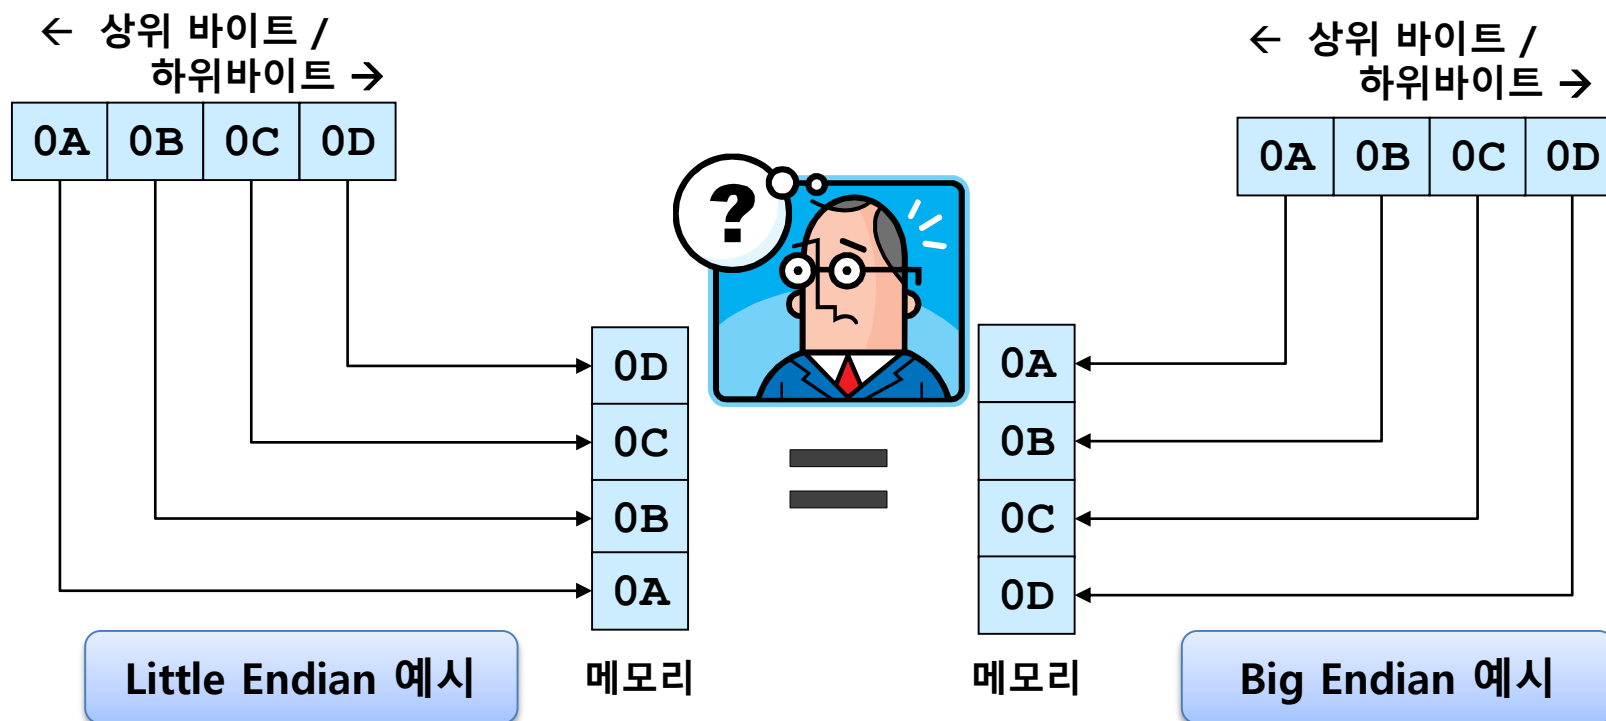 ← 상위 바이트 /
하위바이트 →
0A 0B 0C 0D
0D
0C
0B
0A
Little Endian 예시
메모리
?
← 상위 바이트 /
하위바이트 →
0A 0B 0C 0D
0A
0B
0C
0D
메모리
Big Endian 예시